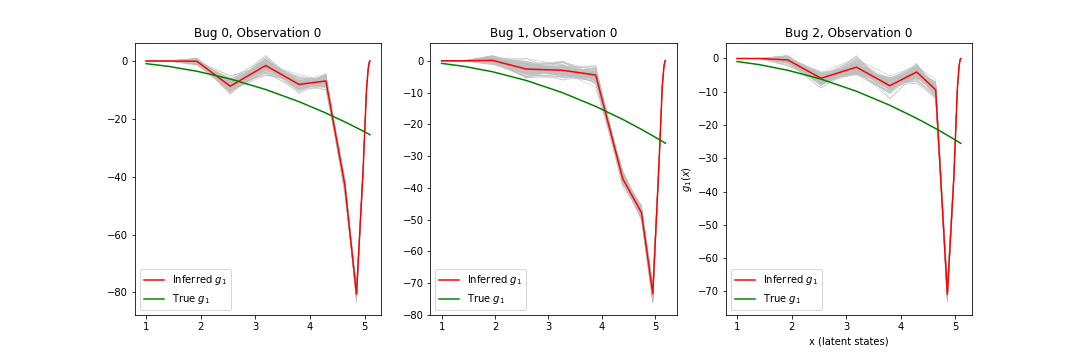 Bug 0, Observation 0
0
−20
−40
−60
−80
1 2 3 4 5
Inferred g₁
True g₁
Bug 1, Observation 0
0
−10
−20
−30
−40
−50
−60
−70
−80
1 2 3 4 5
Inferred g₁
True g₁
Bug 2, Observation 0
g₁(x)
0
−10
−20
−30
−40
−50
−60
−70
1 2 3 4 5
x (latent states)
Inferred g₁
True g₁